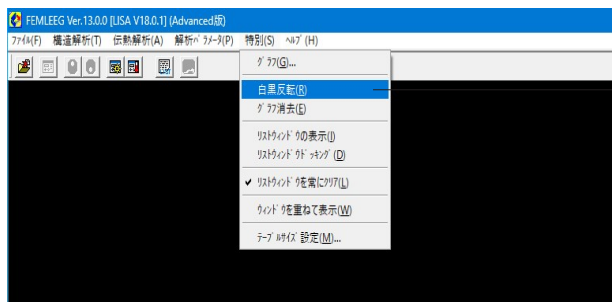 FEMLEEG Ver.13.0.0 [LISA V18.0.1] (Advanced版)
ﾌｧｲﾙ(F) 構造解析(T) 伝熱解析(A) 解析ﾊﾟﾗﾒｰﾀ(P) 特別(S) ﾍﾙﾌﾟ(H)
ｸﾞﾗﾌ(G)...
白黒反転(R)
ｸﾞﾗﾌ消去(E)
ﾘｽﾄｳｨﾝﾄﾞｳの表示(I)
ﾘｽﾄｳｨﾝﾄﾞｳﾄﾞｯｷﾝｸﾞ(D)
✔ ﾘｽﾄｳｨﾝﾄﾞｳを常にｸﾘｱ(L)
ｳｨﾝﾄﾞｳを重ねて表示(W)
ﾃｰﾌﾞﾙｻｲｽﾞ設定(M)...